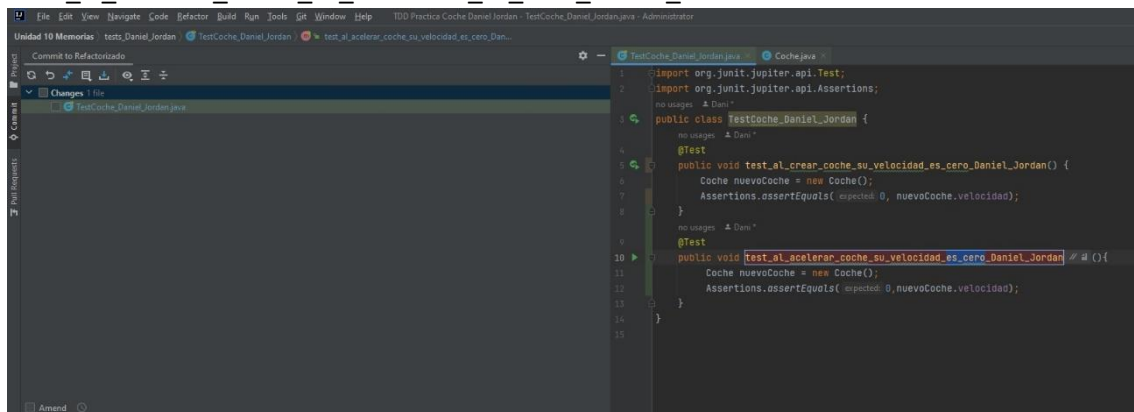 File Edit View Navigate Code Refactor Build Run Tools Git Window Help TDD Practica Coche Daniel Jordan - TestCoche_Daniel_Jordan.java - Administrator
Unidad 10 Memorias tests_Daniel_Jordan TestCoche_Daniel_Jordan test_al_acelerar_coche_su_velocidad_es_cero_Dan...
Project
Commit
Pull Requests
Commit to Refactorizado
Changes 1 file
TestCoche_Daniel_Jordan.java
Amend
TestCoche_Daniel_Jordan.java Coche.java
1 import org.junit.jupiter.api.Test;
2 import org.junit.jupiter.api.Assertions;
no usages Dani *
3 public class TestCoche_Daniel_Jordan {
no usages Dani *
4 @Test
5 public void test_al_crear_coche_su_velocidad_es_cero_Daniel_Jordan() {
6 Coche nuevoCoche = new Coche();
7 Assertions.assertEquals( expected: 0, nuevoCoche.velocidad);
8 }
no usages Dani *
9 @Test
10 public void test_al_acelerar_coche_su_velocidad_es_cero_Daniel_Jordan (){
11 Coche nuevoCoche = new Coche();
12 Assertions.assertEquals( expected: 0,nuevoCoche.velocidad);
13 }
14 }
15